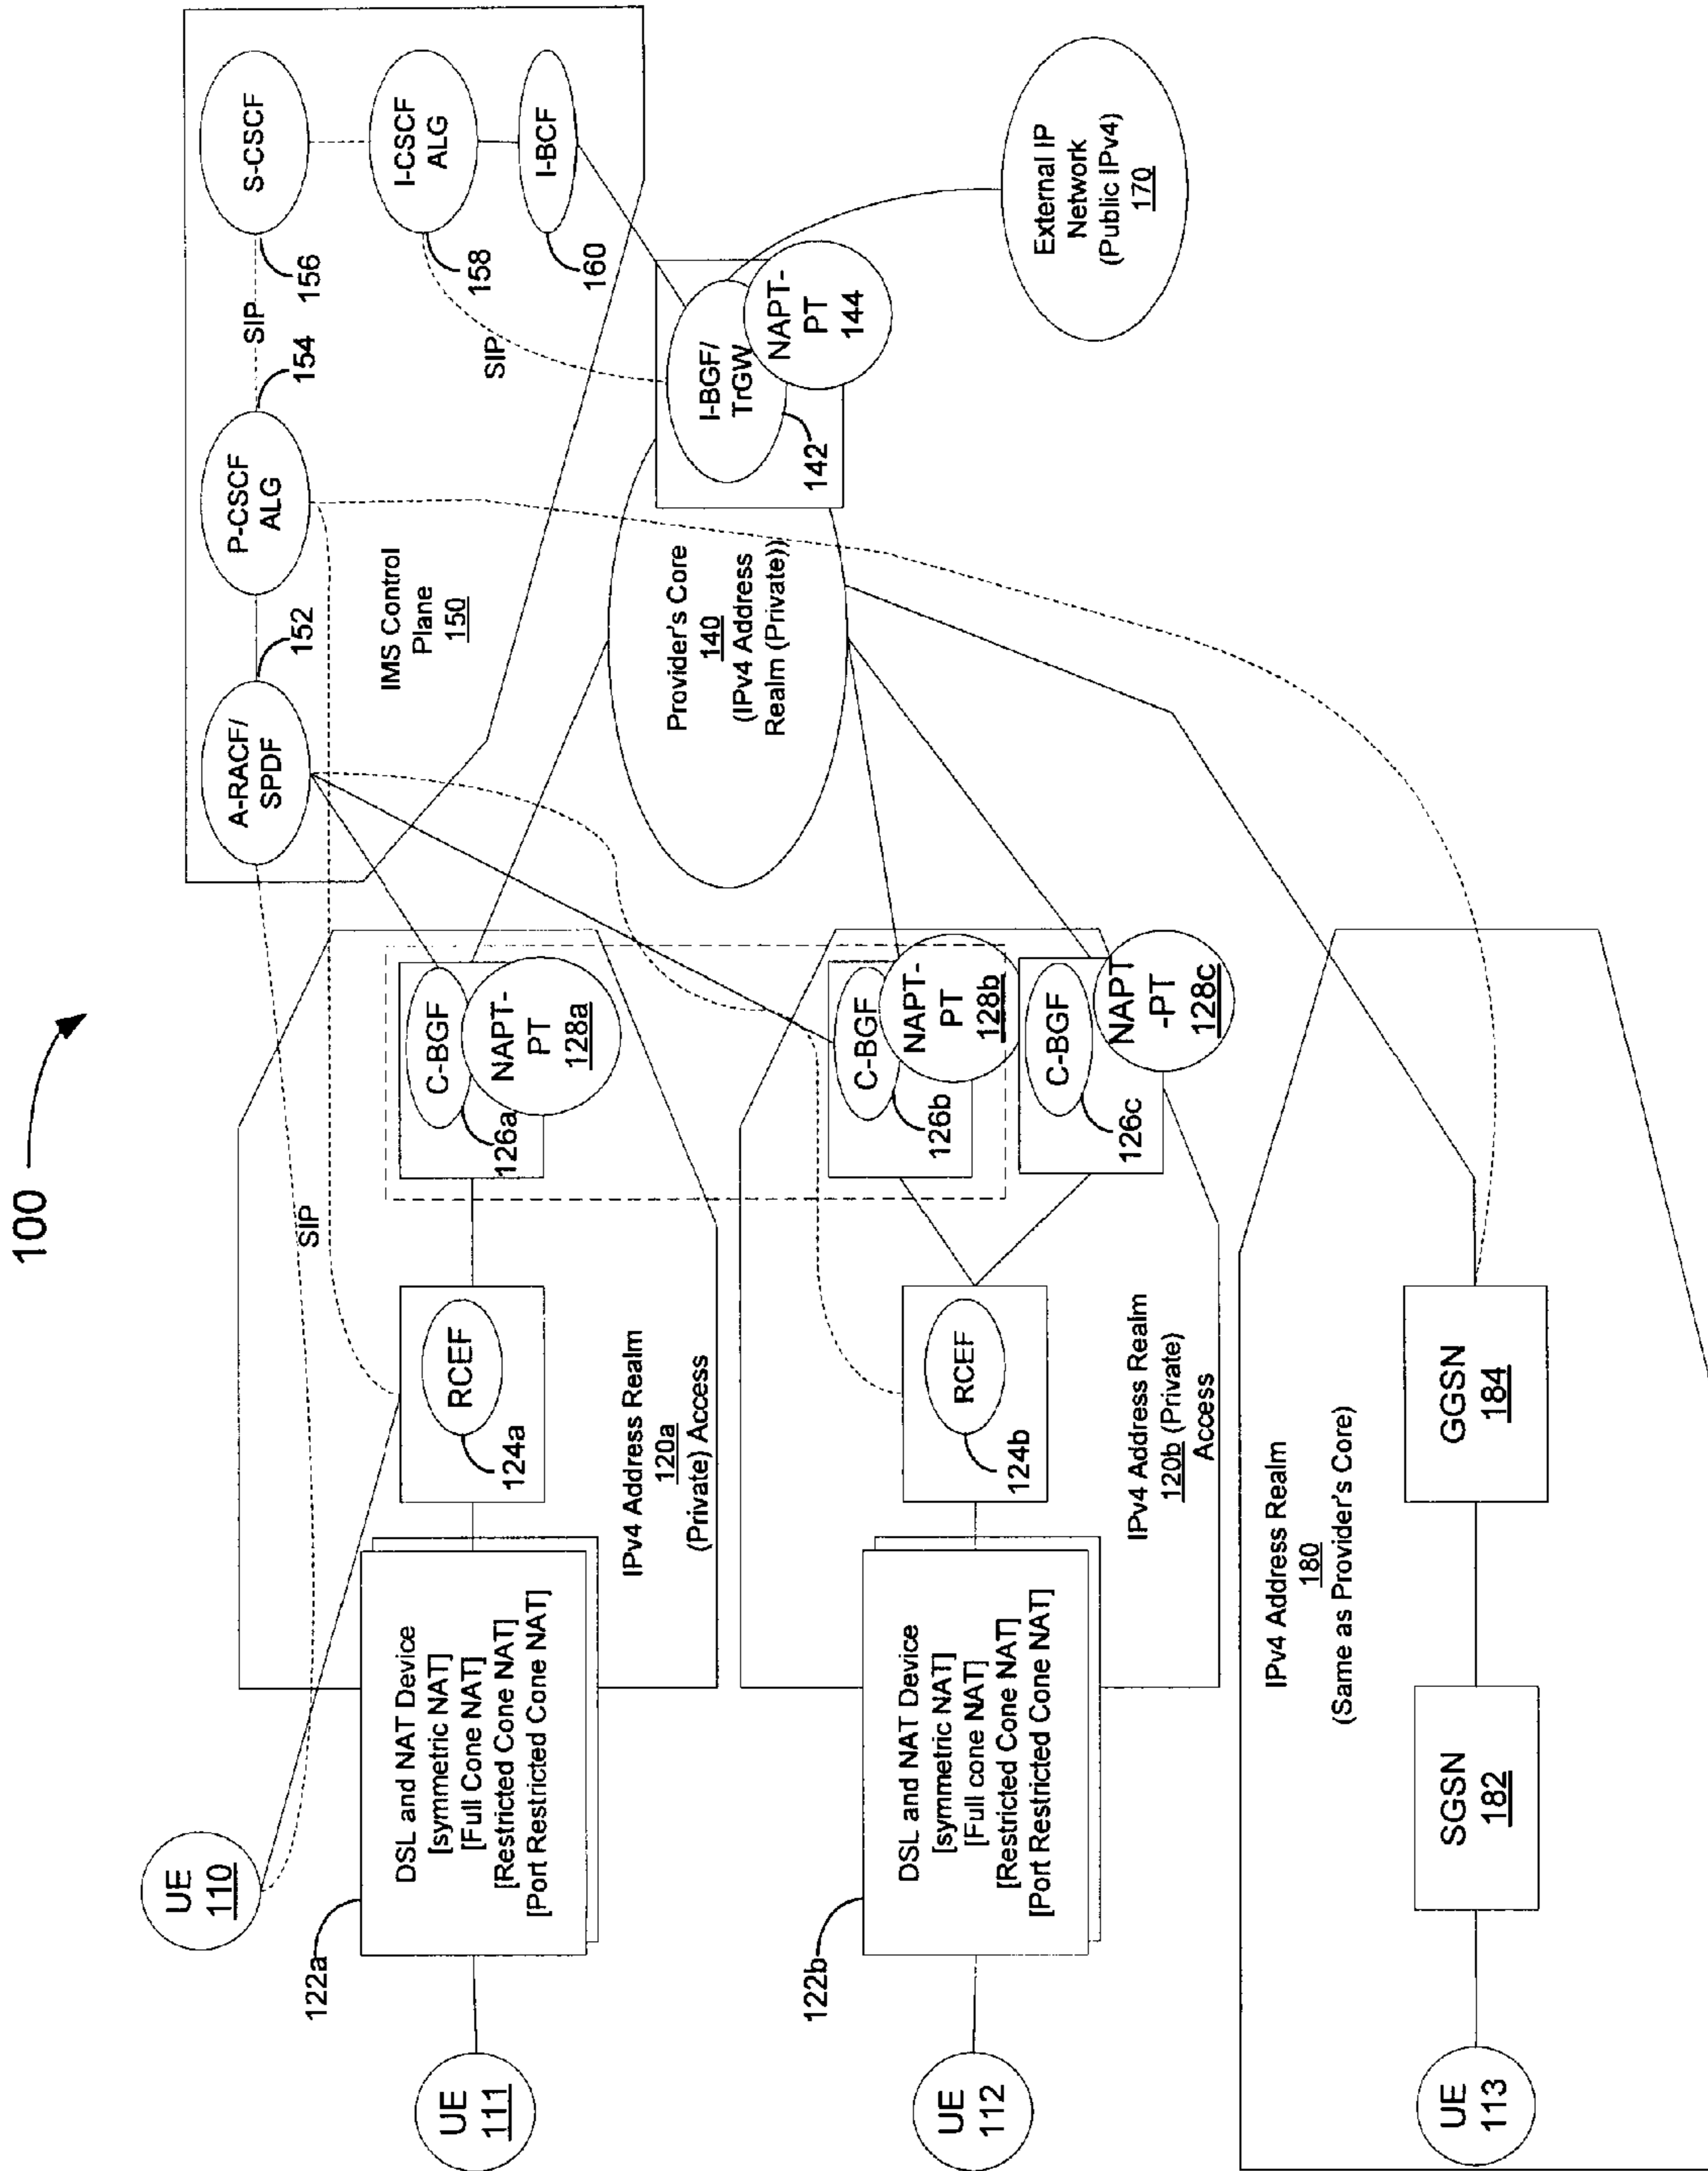 100
UE
110
UE
111
122a
DSL and NAT Device
[symmetric NAT]
[Full Cone NAT]
[Restricted Cone NAT]
[Port Restricted Cone NAT]
SIP
RCEF
124a
C-BGF
126a
NAPT-
PT
128a
IPv4 Address Realm
120a
(Private) Access
A-RACF/
SPDF
152
P-CSCF
ALG
154
SIP
S-CSCF
156
I-CSCF
ALG
158
I-BCF
160
IMS Control
Plane
150
SIP
Provider's Core
140
(IPv4 Address
Realm (Private))
I-BGF/
TrGW
142
NAPT-
PT
144
External IP
Network
(Public IPv4)
170
UE
112
122b
DSL and NAT Device
[symmetric NAT]
[Full cone NAT]
[Restricted Cone NAT]
[Port Restricted Cone NAT]
RCEF
124b
C-BGF
126b
NAPT-
PT
128b
C-BGF
126c
NAPT
-PT
128c
IPv4 Address Realm
120b (Private)
Access
IPv4 Address Realm
180
(Same as Provider's Core)
UE
113
SGSN
182
GGSN
184